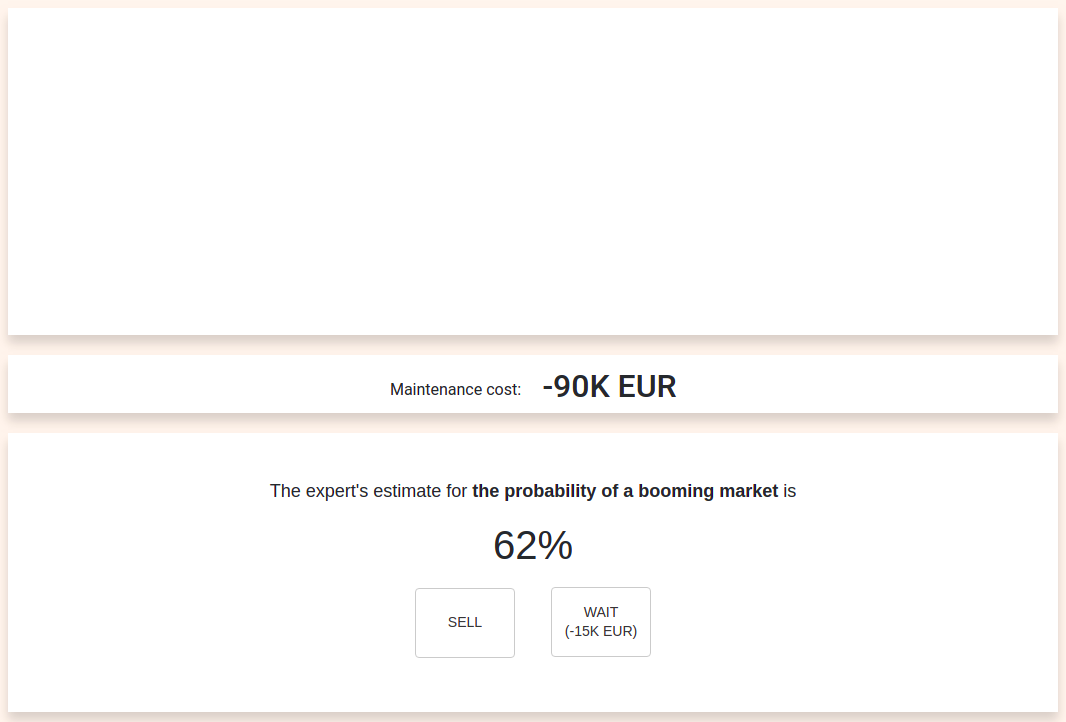 Maintenance cost: -90K EUR
The expert's estimate for the probability of a booming market is
62%
SELL
WAIT
(-15K EUR)